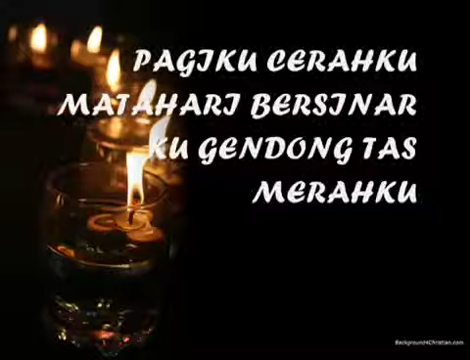 PAGIKU CERAHKU
MATAHARI BERSINAR
KU GENDONG TAS
MERAHKU
Background4Christian.com